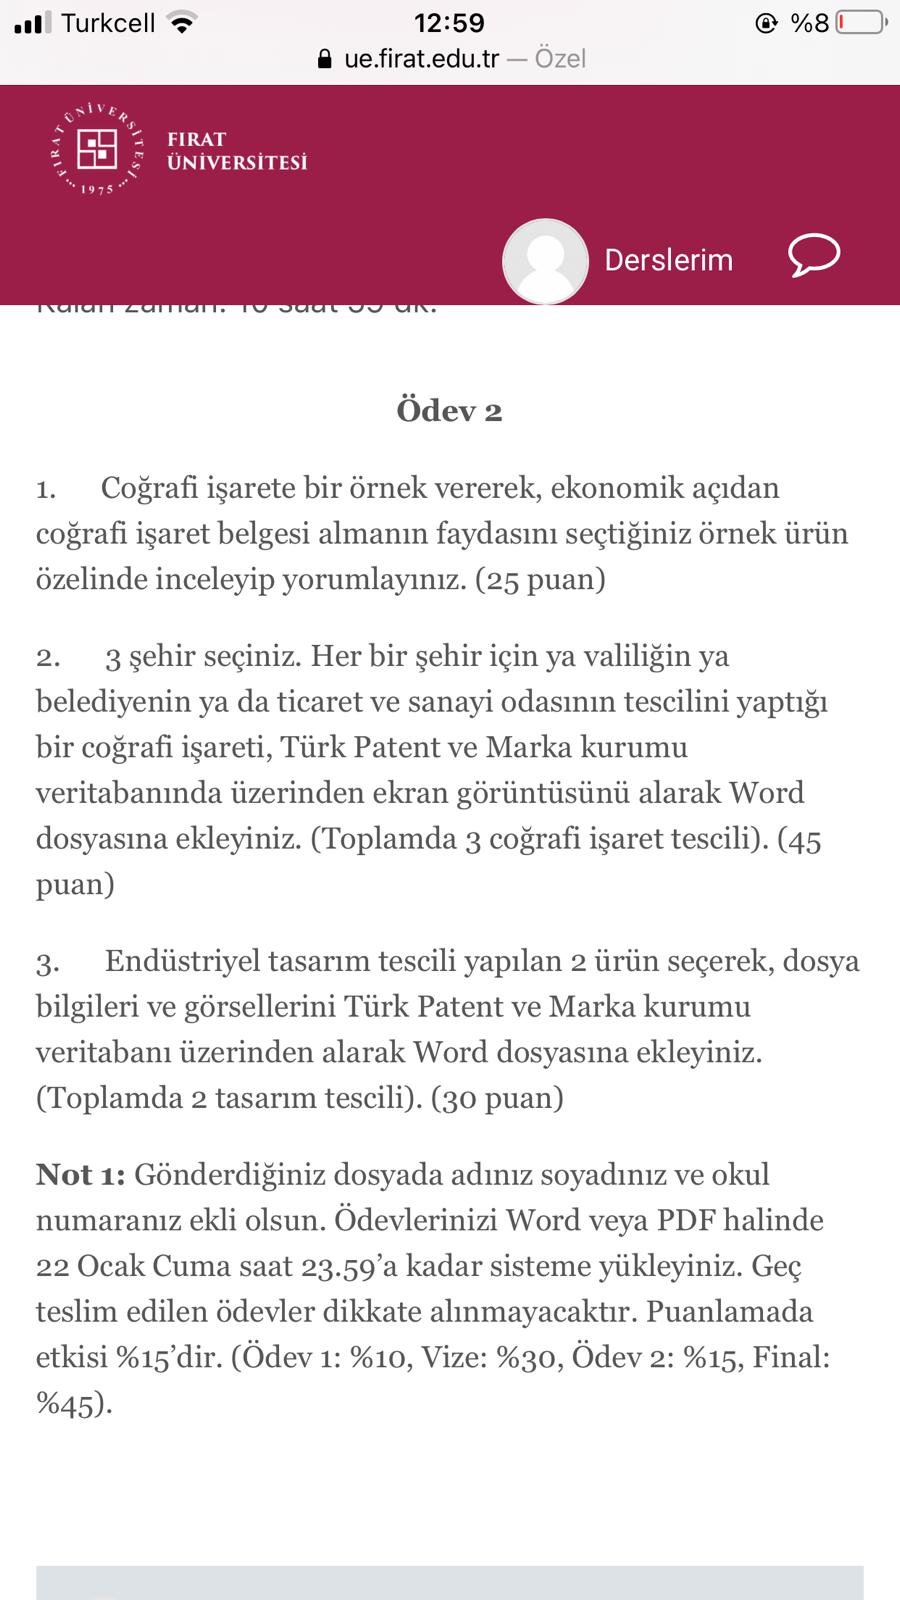 Turkcell 12:59 %8
ue.firat.edu.tr — Özel
FIRAT ÜNİVERSİTESİ
1975
FIRAT
ÜNİVERSİTESİ
Derslerim
Kalan zaman: 10 saat dk.
Ödev 2
1. Coğrafi işarete bir örnek vererek, ekonomik açıdan
coğrafi işaret belgesi almanın faydasını seçtiğiniz örnek ürün
özelinde inceleyip yorumlayınız. (25 puan)
2. 3 şehir seçiniz. Her bir şehir için ya valiliğin ya
belediyenin ya da ticaret ve sanayi odasının tescilini yaptığı
bir coğrafi işareti, Türk Patent ve Marka kurumu
veritabanında üzerinden ekran görüntüsünü alarak Word
dosyasına ekleyiniz. (Toplamda 3 coğrafi işaret tescili). (45
puan)
3. Endüstriyel tasarım tescili yapılan 2 ürün seçerek, dosya
bilgileri ve görsellerini Türk Patent ve Marka kurumu
veritabanı üzerinden alarak Word dosyasına ekleyiniz.
(Toplamda 2 tasarım tescili). (30 puan)
Not 1: Gönderdiğiniz dosyada adınız soyadınız ve okul
numaranız ekli olsun. Ödevlerinizi Word veya PDF halinde
22 Ocak Cuma saat 23.59’a kadar sisteme yükleyiniz. Geç
teslim edilen ödevler dikkate alınmayacaktır. Puanlamada
etkisi %15’dir. (Ödev 1: %10, Vize: %30, Ödev 2: %15, Final:
%45).